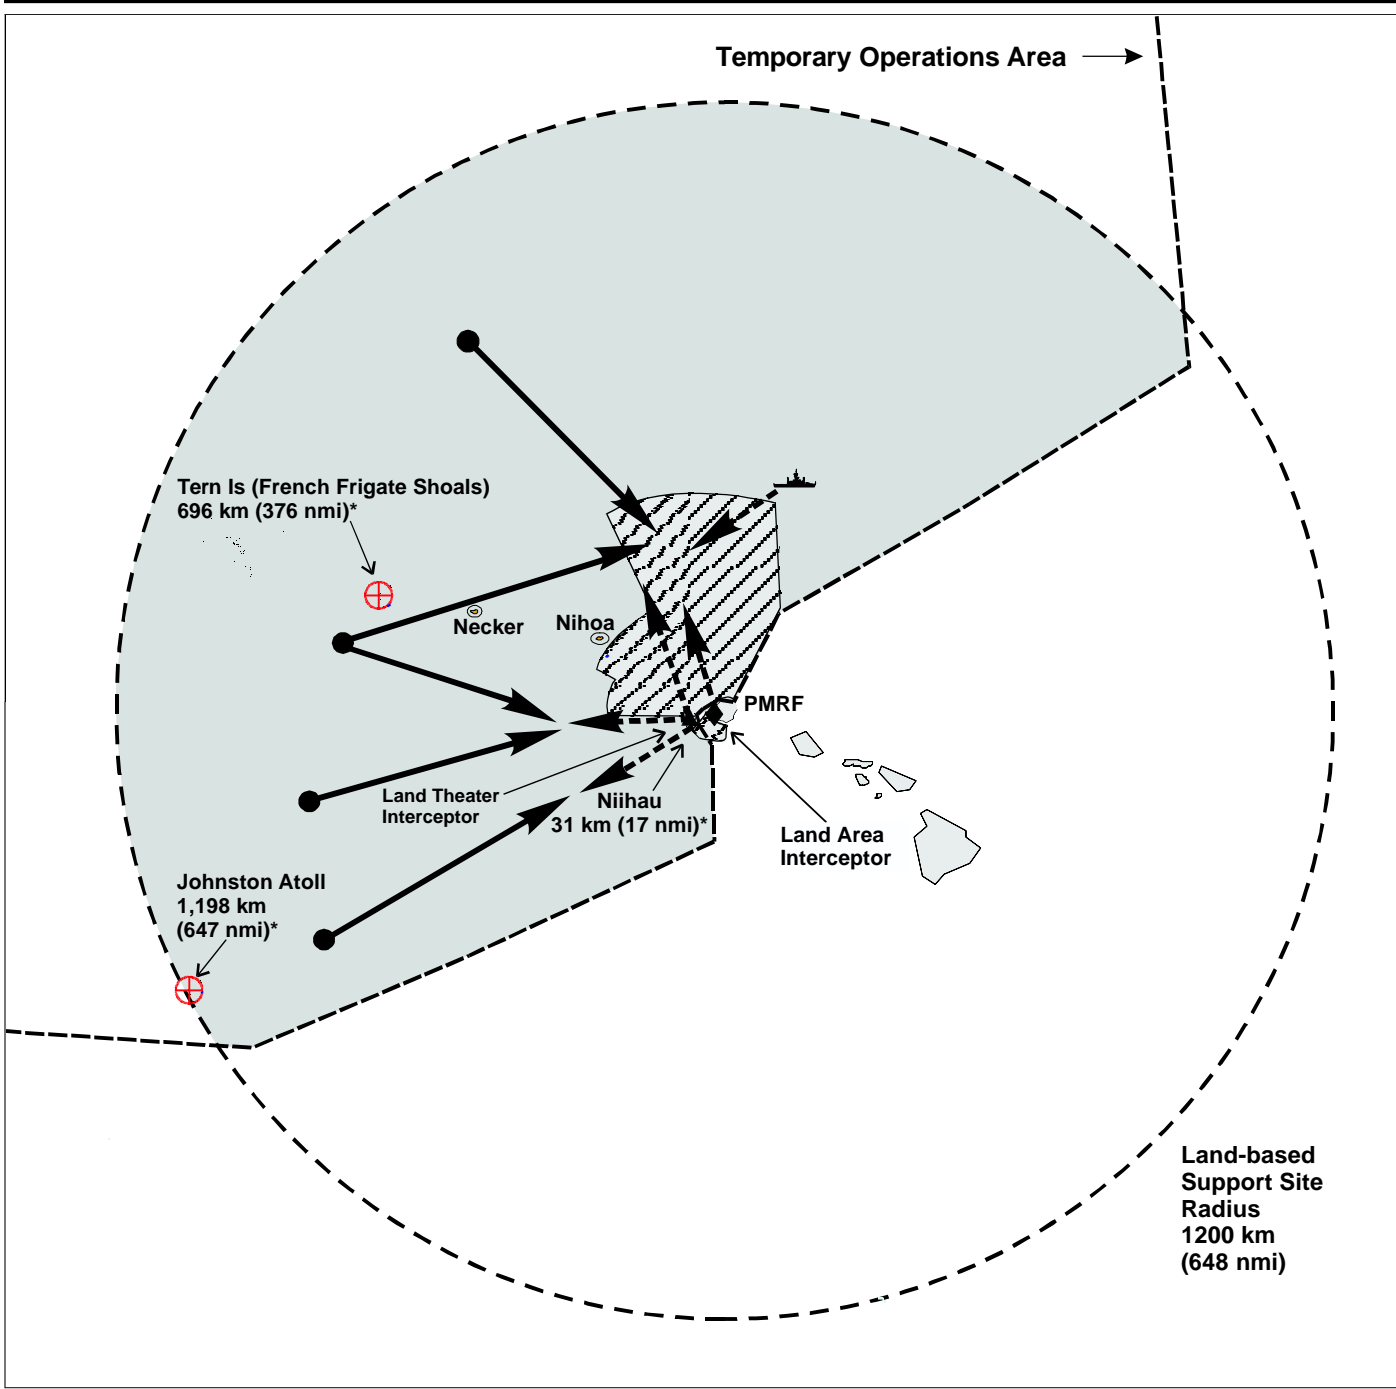 Temporary Operations Area
Tern Is (French Frigate Shoals)
696 km (376 nmi)*
Necker
Nihoa
PMRF
Land Theater
Interceptor
Niihau
31 km (17 nmi)*
Land Area
Interceptor
Johnston Atoll
1,198 km
(647 nmi)*
Land-based
Support Site
Radius
1200 km
(648 nmi)